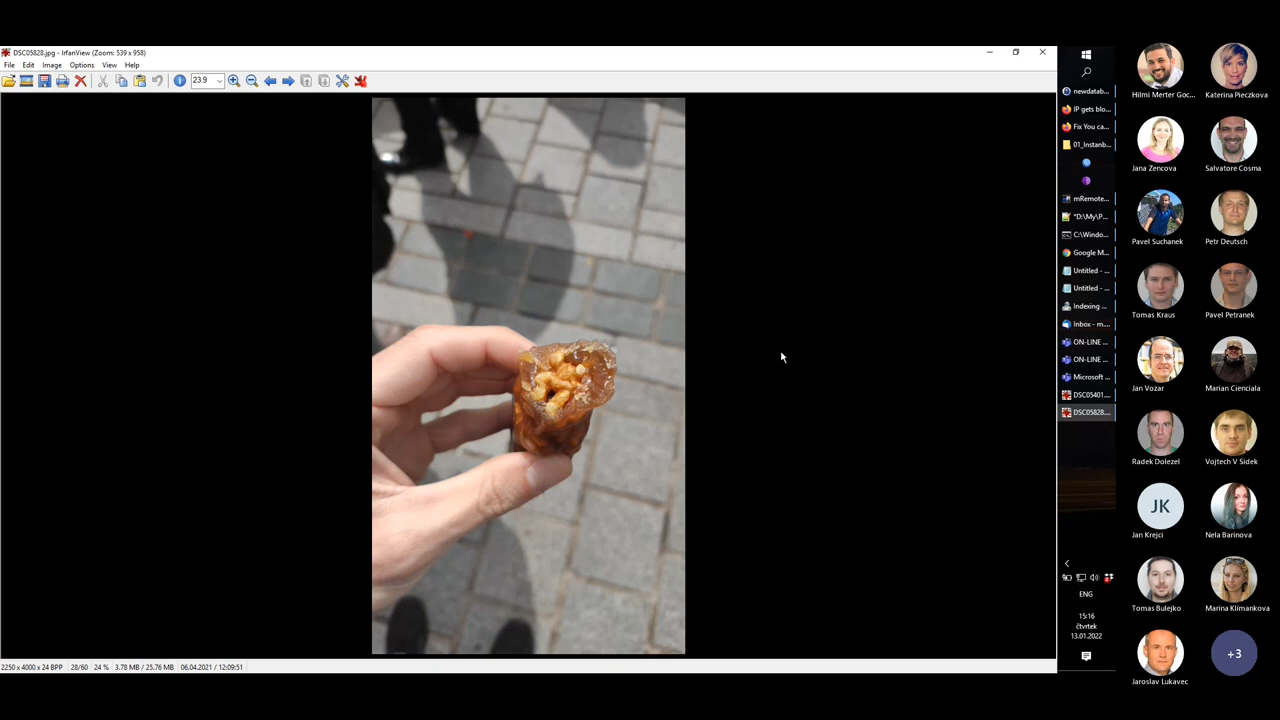 DSC05828.jpg - IrfanView (Zoom: 539 x 958)
File Edit Image Options View Help
23.9
2250 x 4000 x 24 BPP 28/60 24 % 3.78 MB / 25.76 MB 06.04.2021 / 12:09:51
newdatab...
IP gets blo...
Fix You ca...
01_Instanb...
mRemote...
*D:\My\P...
C:\Windo...
Google M...
Untitled - ...
Untitled - ...
Indexing ...
Inbox - m...
ON-LINE ...
ON-LINE ...
Microsoft ...
DSC05401....
DSC05828....
ENG
15:16
čtvrtek
13.01.2022
Hilmi Merter Goc... Katerina Pieczkova
Jana Zencova Salvatore Cosma
Pavel Suchanek Petr Deutsch
Tomas Kraus Pavel Petranek
Jan Vozar Marian Cienciala
Radek Dolezel Vojtech V Sidek
JK
Jan Krejci Nela Barinova
Tomas Bulejko Marina Klimankova
+3
Jaroslav Lukavec